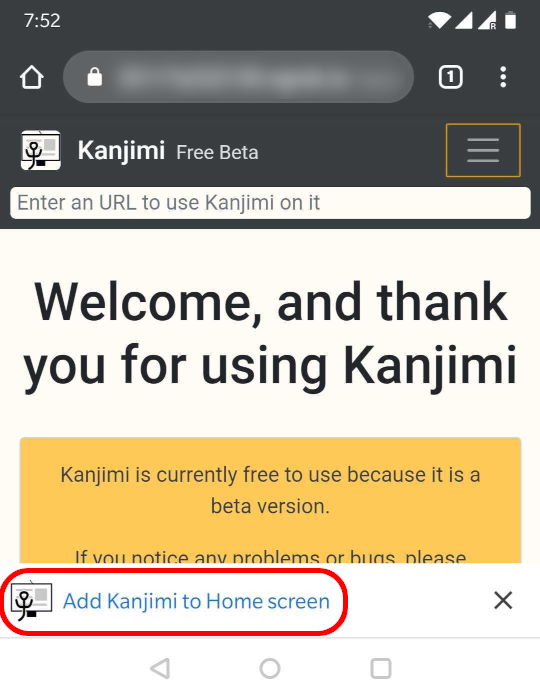 7:52
1
R
Kanjimi Free Beta
Enter an URL to use Kanjimi on it
Welcome, and thank
you for using Kanjimi
Kanjimi is currently free to use because it is a
beta version.
If you notice any problems or bugs, please
Add Kanjimi to Home screen